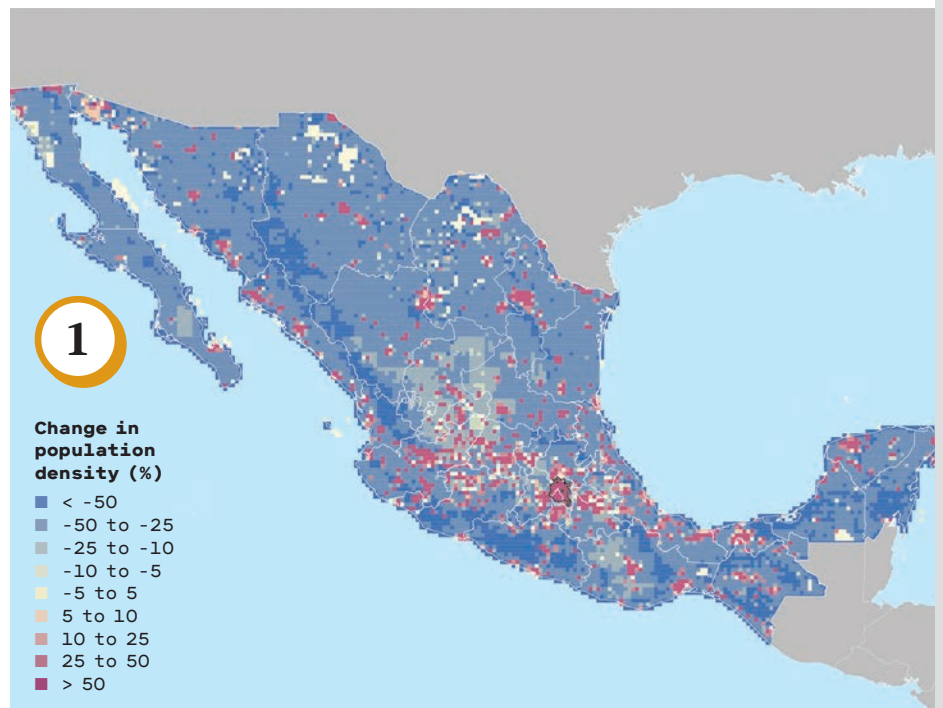 1
Change in
population
density (%)
< -50
-50 to -25
-25 to -10
-10 to -5
-5 to 5
5 to 10
10 to 25
25 to 50
> 50